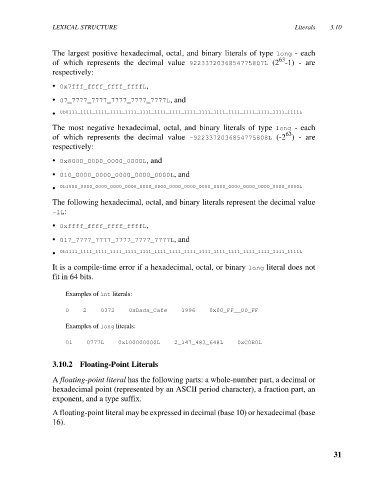 LEXICAL STRUCTURE Literals 3.10
The largest positive hexadecimal, octal, and binary literals of type long - each
of which represents the decimal value 9223372036854775807L (2^63-1) - are
respectively:
• 0x7fff_ffff_ffff_ffffL,
• 07_7777_7777_7777_7777_7777L, and
• 0b0111_1111_1111_1111_1111_1111_1111_1111_1111_1111_1111_1111_1111_1111_1111_1111L
The most negative hexadecimal, octal, and binary literals of type long - each
of which represents the decimal value -9223372036854775808L (-2^63) - are
respectively:
• 0x8000_0000_0000_0000L, and
• 010_0000_0000_0000_0000_0000L, and
• 0b1000_0000_0000_0000_0000_0000_0000_0000_0000_0000_0000_0000_0000_0000_0000_0000L
The following hexadecimal, octal, and binary literals represent the decimal value
-1L:
• 0xffff_ffff_ffff_ffffL,
• 017_7777_7777_7777_7777_7777L, and
• 0b1111_1111_1111_1111_1111_1111_1111_1111_1111_1111_1111_1111_1111_1111_1111_1111L
It is a compile-time error if a hexadecimal, octal, or binary long literal does not
fit in 64 bits.
Examples of int literals:
0 2 0372 0xDada_Cafe 1996 0x00_FF__00_FF
Examples of long literals:
0l 0777L 0x100000000L 2_147_483_648L 0xC0B0L
3.10.2 Floating-Point Literals
A floating-point literal has the following parts: a whole-number part, a decimal or
hexadecimal point (represented by an ASCII period character), a fraction part, an
exponent, and a type suffix.
A floating-point literal may be expressed in decimal (base 10) or hexadecimal (base
16).
31